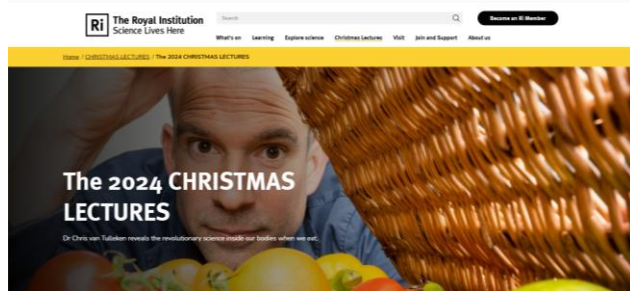 Ri
The Royal Institution
Science Lives Here
Search
Become an Ri Member
What's on Learning Explore science Christmas Lectures Visit Join and Support About us
Home / CHRISTMAS LECTURES / The 2024 CHRISTMAS LECTURES
The 2024 CHRISTMAS
LECTURES
Dr Chris van Tulleken reveals the revolutionary science inside our bodies when we eat.